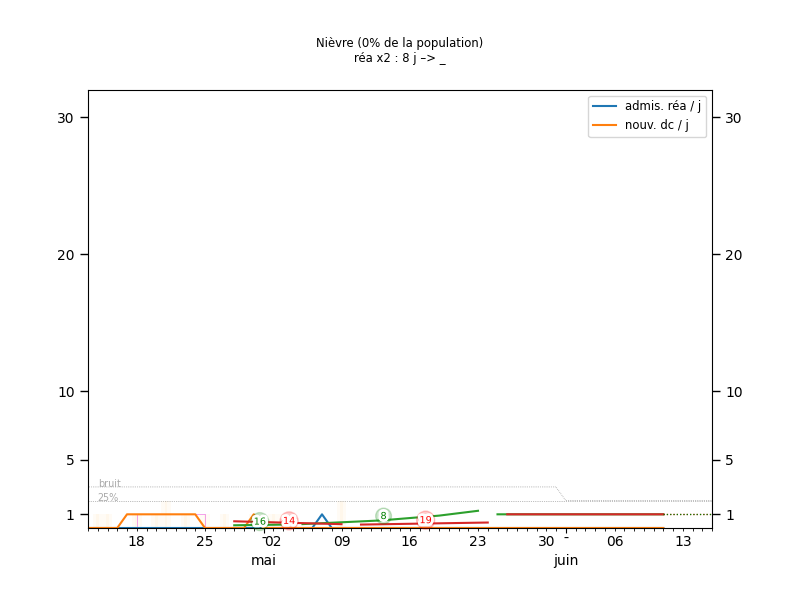 Nièvre (0% de la population)
réa x2 : 8 j –> _
admis. réa / j
nouv. dc / j
30 30
20 20
10 10
5 5
bruit
25%
1 16 14 8 19 1
18 25 02 09 16 23 30 06 13
mai juin